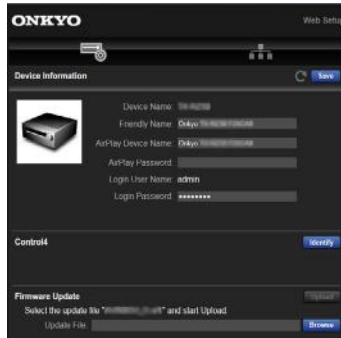 ONKYO
Web Setup
Device Information
Save
Device Name:
Friendly Name: Onkyo
AirPlay Device Name: Onkyo
AirPlay Password:
Login User Name: admin
Login Password: ••••••••
Control4
Identify
Firmware Update
Upload
Select the update file " " and start Upload.
Update File:
Browse